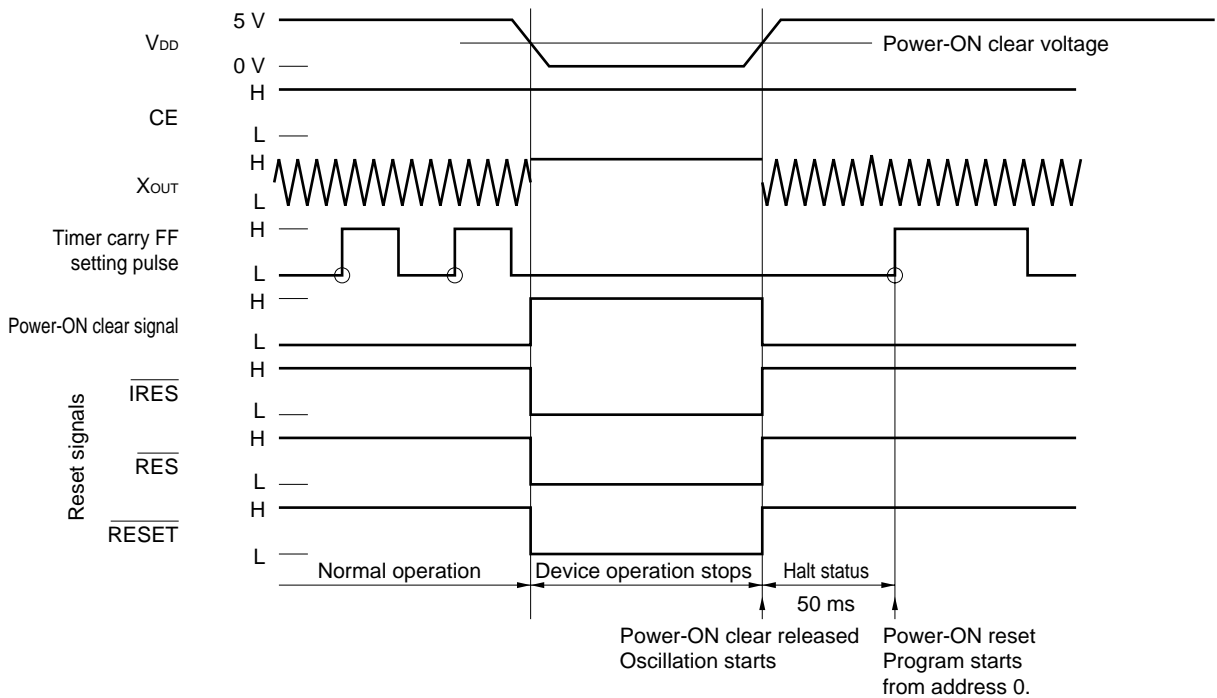 5 V
VDD
Power-ON clear voltage
0 V
H
CE
L
H
XOUT
L
Timer carry FF
setting pulse
H
L
H
Power-ON clear signal
L
Reset signals
H
IRES
L
H
RES
L
H
RESET
L
Normal operation
Device operation stops
Halt status
50 ms
Power-ON clear released
Oscillation starts
Power-ON reset
Program starts
from address 0.